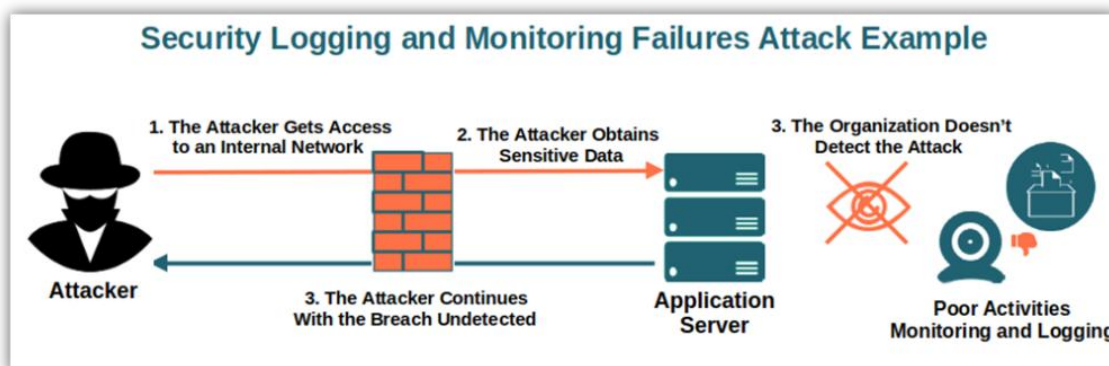 Security Logging and Monitoring Failures Attack Example
1. The Attacker Gets Access
to an Internal Network
2. The Attacker Obtains
Sensitive Data
3. The Organization Doesn't
Detect the Attack
Attacker
3. The Attacker Continues
With the Breach Undetected
Application
Server
Poor Activities
Monitoring and Logging